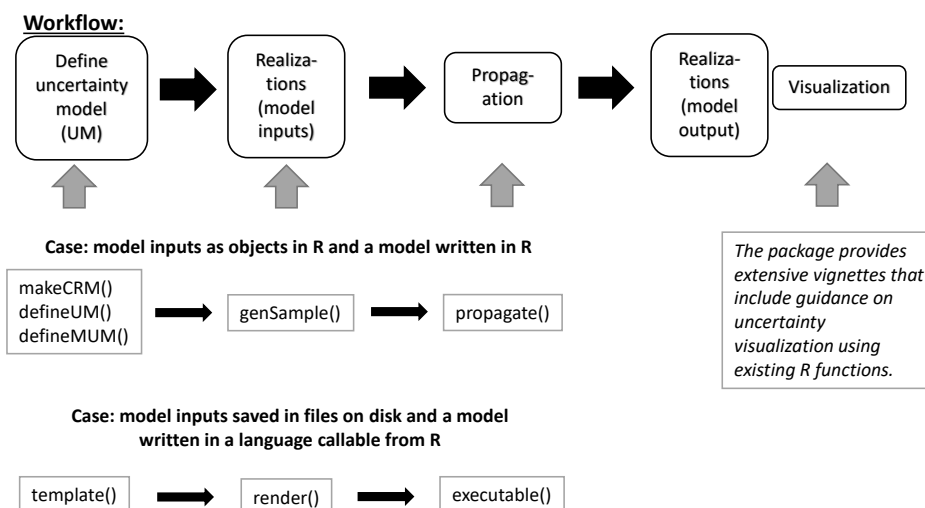 Workflow:
Define
uncertainty
model
(UM)
Realiza-
tions
(model
inputs)
Propag-
ation
Realiza-
tions
(model
output)
Visualization
Case: model inputs as objects in R and a model written in R
makeCRM()
defineUM()
defineMUM()
genSample()
propagate()
The package provides
extensive vignettes that
include guidance on
uncertainty
visualization using
existing R functions.
Case: model inputs saved in files on disk and a model
written in a language callable from R
template()
render()
executable()